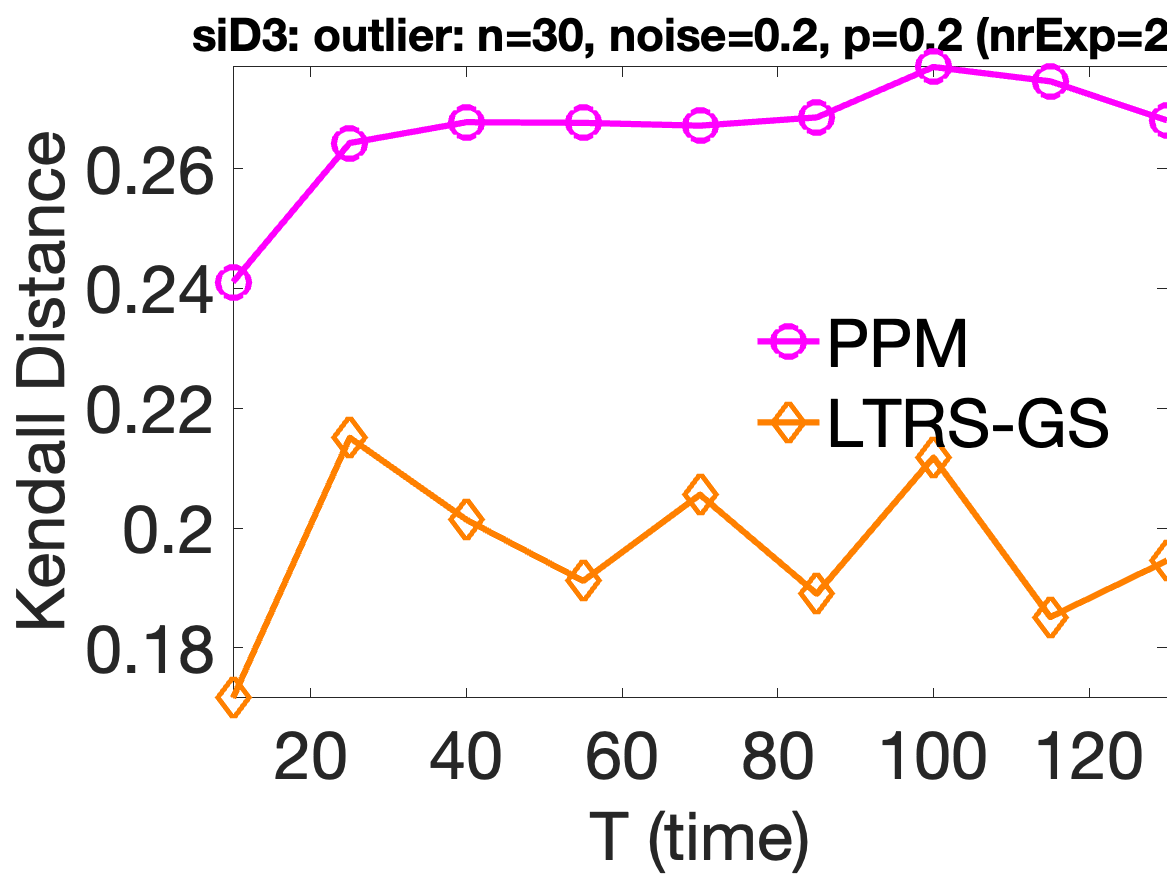 siD3: outlier: n=30, noise=0.2, p=0.2 (nrExp=2
Kendall Distance
0.26
0.24
0.22
0.2
0.18
PPM
LTRS-GS
20 40 60 80 100 120
T (time)